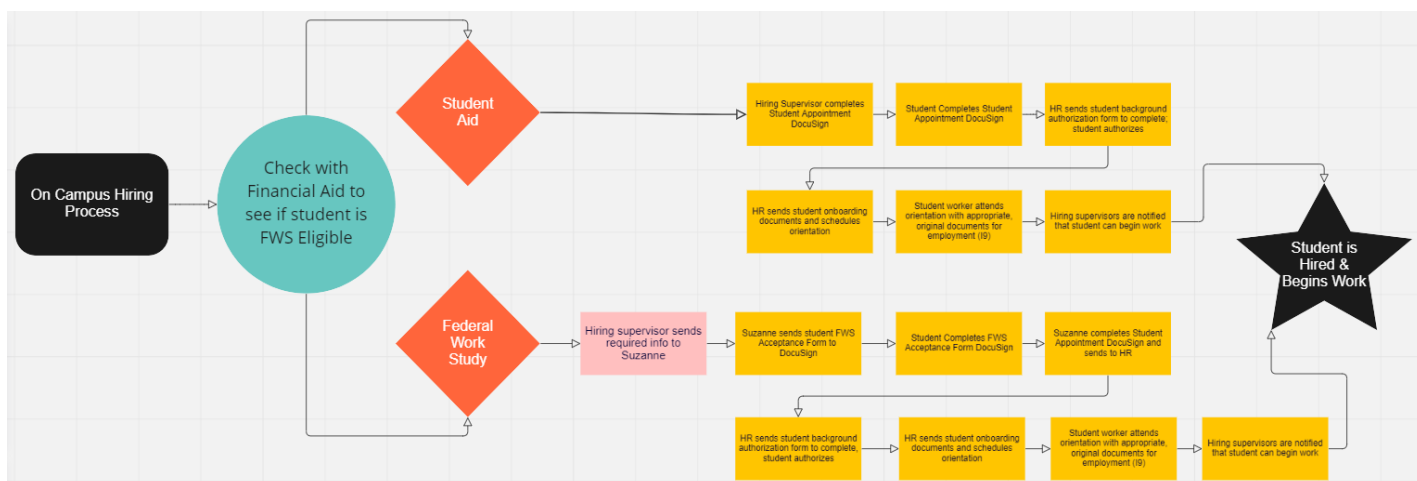 On Campus Hiring
Process
Check with
Financial Aid to
see if student is
FWS Eligible
Student
Aid
Hiring Supervisor completes
Student Appointment
DocuSign
Student Completes Student
Appointment DocuSign
HR sends student background
authorization form to complete;
student authorizes
HR sends student onboarding
documents and schedules
orientation
Student worker attends
orientation with appropriate,
original documents for
employment (I9)
Hiring supervisors are notified
that student can begin work
Student is
Hired &
Begins Work
Federal
Work
Study
Hiring supervisor sends
required info to
Suzanne
Suzanne sends student FWS
Acceptance Form to
DocuSign
Student Completes FWS
Acceptance Form DocuSign
Suzanne completes Student
Appointment DocuSign and
sends to HR
HR sends student background
authorization form to complete;
student authorizes
HR sends student onboarding
documents and schedules
orientation
Student worker attends
orientation with appropriate,
original documents for
employment (I9)
Hiring supervisors are notified
that student can begin work